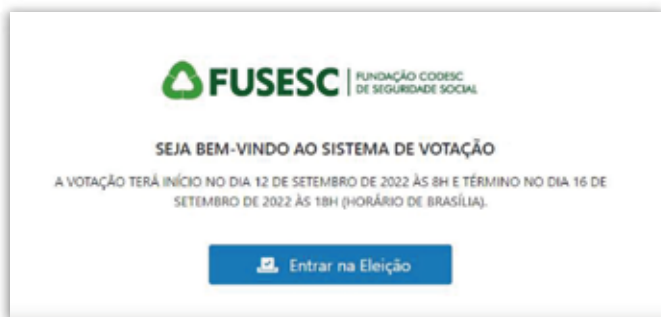 FUSESC
FUNDAÇÃO CODESC
DE SEGURIDADE SOCIAL
SEJA BEM-VINDO AO SISTEMA DE VOTAÇÃO
A VOTAÇÃO TERÁ INÍCIO NO DIA 12 DE SETEMBRO DE 2022 ÀS 8H E TÉRMINO NO DIA 16 DE
SETEMBRO DE 2022 ÀS 18H (HORÁRIO DE BRASÍLIA).
Entrar na Eleição